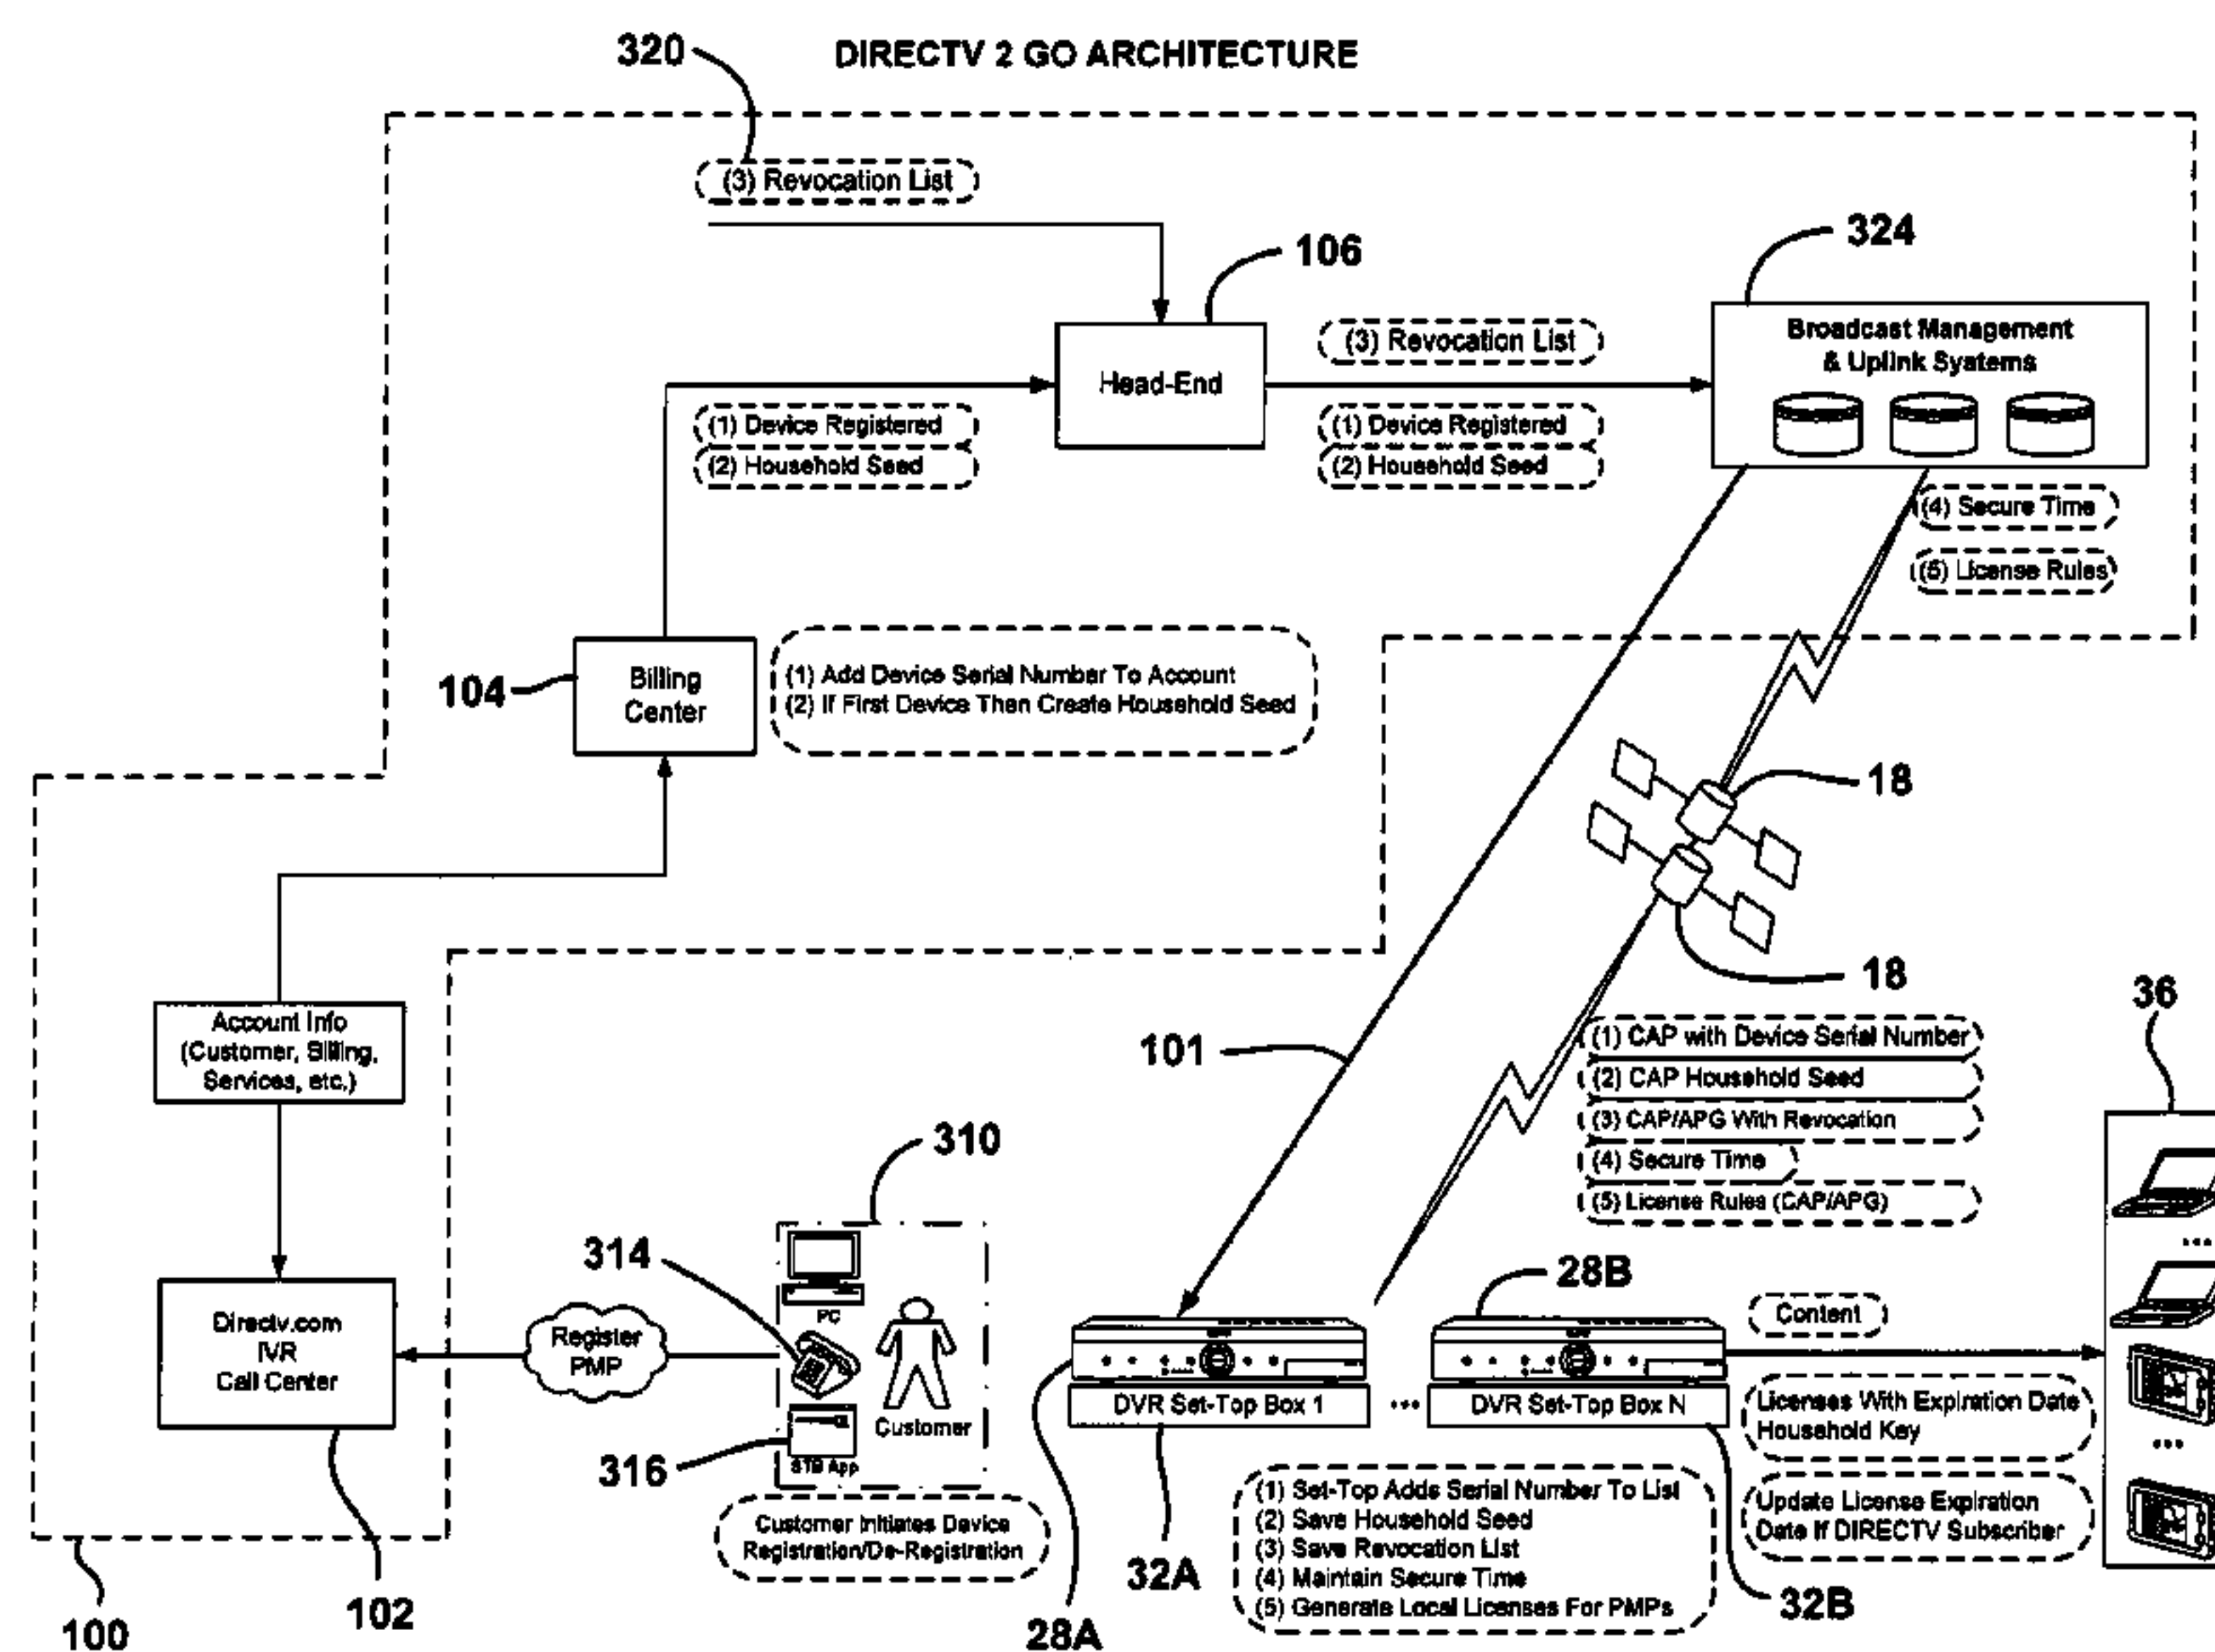 320
DIRECTV 2 GO ARCHITECTURE
(3) Revocation List
106
324
(3) Revocation List
Broadcast Management
& Uplink Systems
Head-End
(1) Device Registered
(2) Household Seed
(1) Device Registered
(2) Household Seed
(4) Secure Time
(5) License Rules
104
Billing
Center
(1) Add Device Serial Number To Account
(2) If First Device Then Create Household Seed
18
18
36
101
Account Info
(Customer, Billing,
Services, etc.)
(1) CAP with Device Serial Number
(2) CAP Household Seed
(3) CAP/APG With Revocation
(4) Secure Time
(5) License Rules (CAP/APG)
310
314
28B
PC
Content
Directv.com
IVR
Call Center
Register
PMP
DVR Set-Top Box 1
...
DVR Set-Top Box N
Licenses With Expiration Date
Household Key
Customer
316
STB App
Customer Initiates Device
Registration/De-Registration
(1) Set-Top Adds Serial Number To List
(2) Save Household Seed
(3) Save Revocation List
(4) Maintain Secure Time
(5) Generate Local Licenses For PMPs
Update License Expiration
Date If DIRECTV Subscriber
32A
32B
100
102
28A